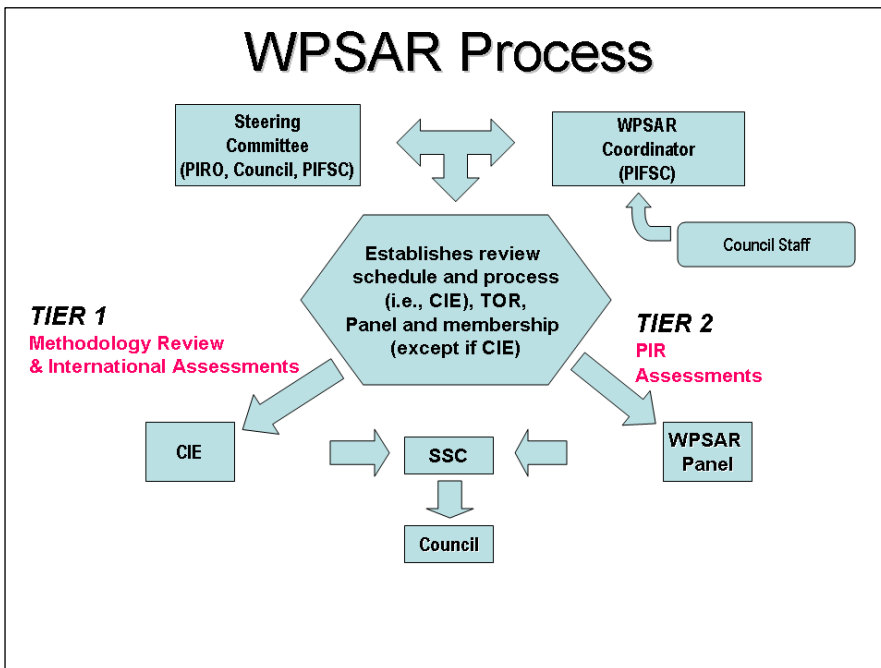 WPSAR Process
Steering
Committee
(PIRO, Council, PIFSC)
WPSAR
Coordinator
(PIFSC)
Council Staff
Establishes review
schedule and process
(i.e., CIE), TOR,
Panel and membership
(except if CIE)
TIER 1
Methodology Review
& International Assessments
TIER 2
PIR
Assessments
CIE
SSC
WPSAR
Panel
Council